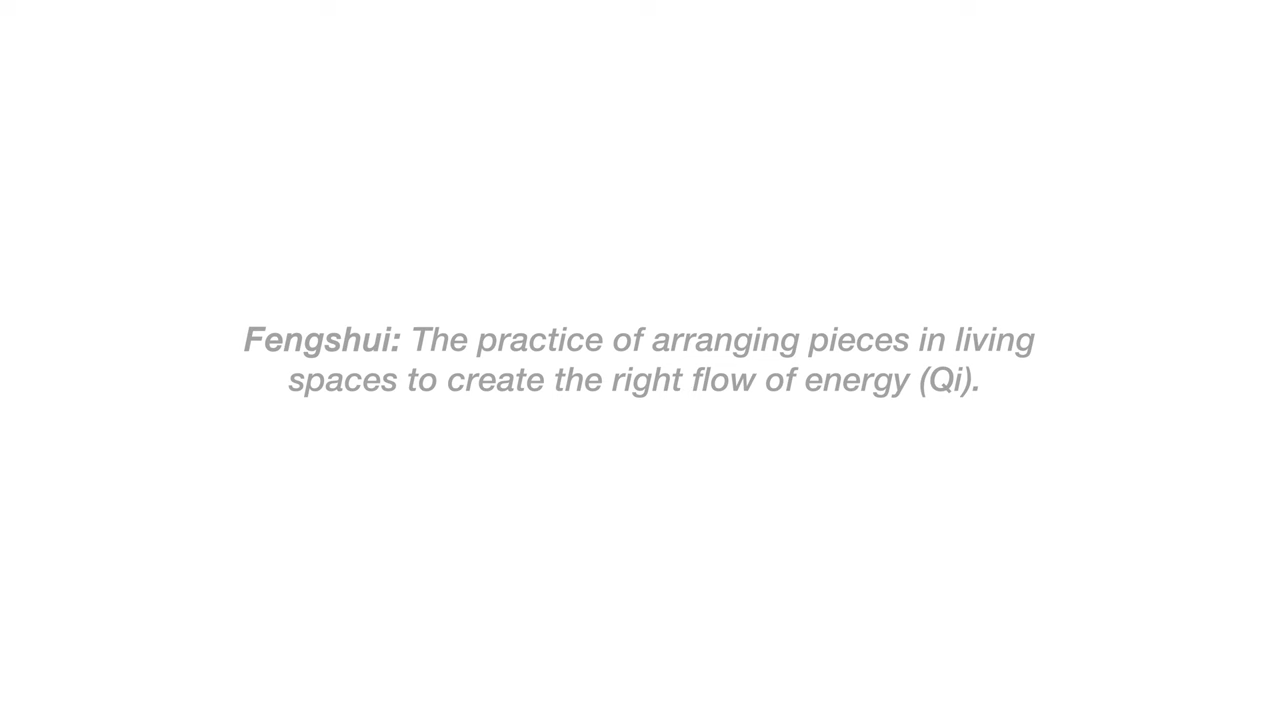 Fengshui: The practice of arranging pieces in living
spaces to create the right flow of energy (Qi).